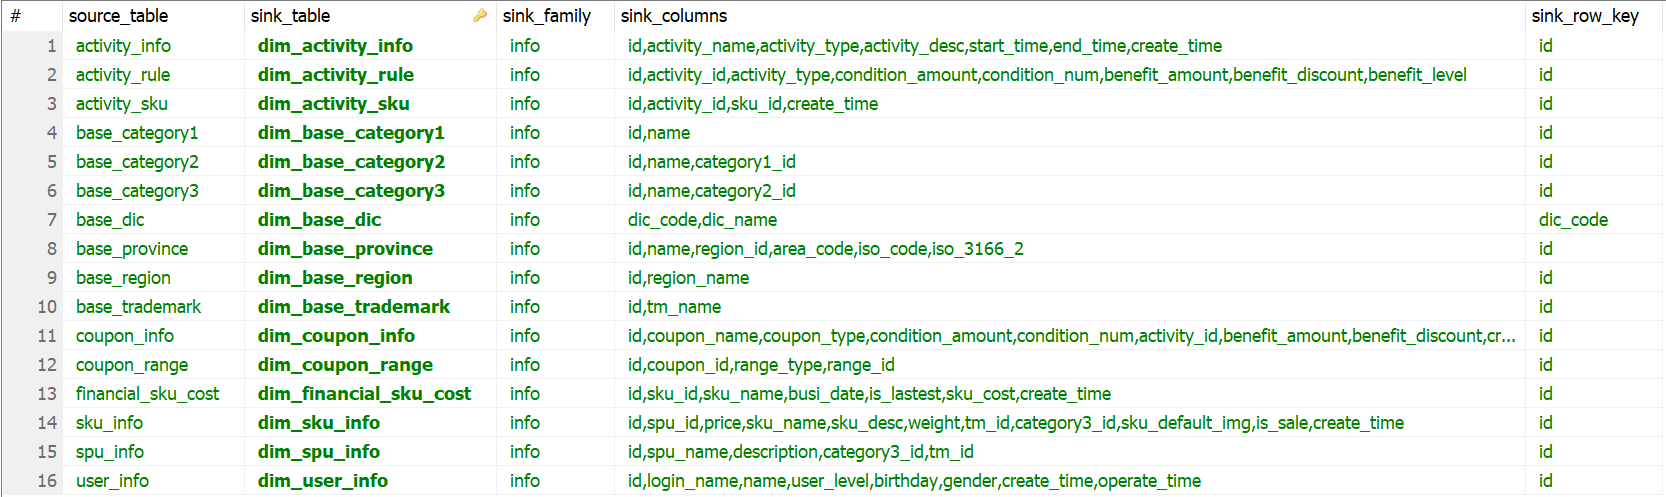 # source_table sink_table sink_family sink_columns sink_row_key
1 activity_info dim_activity_info info id,activity_name,activity_type,activity_desc,start_time,end_time,create_time id
2 activity_rule dim_activity_rule info id,activity_id,activity_type,condition_amount,condition_num,benefit_amount,benefit_discount,benefit_level id
3 activity_sku dim_activity_sku info id,activity_id,sku_id,create_time id
4 base_category1 dim_base_category1 info id,name id
5 base_category2 dim_base_category2 info id,name,category1_id id
6 base_category3 dim_base_category3 info id,name,category2_id id
7 base_dic dim_base_dic info dic_code,dic_name dic_code
8 base_province dim_base_province info id,name,region_id,area_code,iso_code,iso_3166_2 id
9 base_region dim_base_region info id,region_name id
10 base_trademark dim_base_trademark info id,tm_name id
11 coupon_info dim_coupon_info info id,coupon_name,coupon_type,condition_amount,condition_num,activity_id,benefit_amount,benefit_discount,cr... id
12 coupon_range dim_coupon_range info id,coupon_id,range_type,range_id id
13 financial_sku_cost dim_financial_sku_cost info id,sku_id,sku_name,busi_date,is_lastest,sku_cost,create_time id
14 sku_info dim_sku_info info id,spu_id,price,sku_name,sku_desc,weight,tm_id,category3_id,sku_default_img,is_sale,create_time id
15 spu_info dim_spu_info info id,spu_name,description,category3_id,tm_id id
16 user_info dim_user_info info id,login_name,name,user_level,birthday,gender,create_time,operate_time id